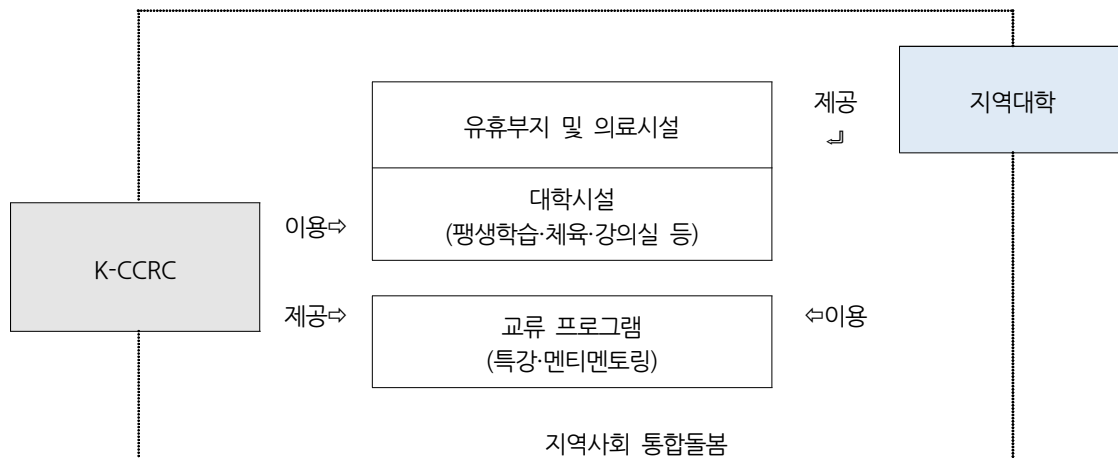 지역대학
제공
⏎
유휴부지 및 의료시설
대학시설
(팽생학습·체육·강의실 등)
이용⇨
K-CCRC
제공⇨
교류 프로그램
(특강·멘티멘토링)
⇦이용
지역사회 통합돌봄